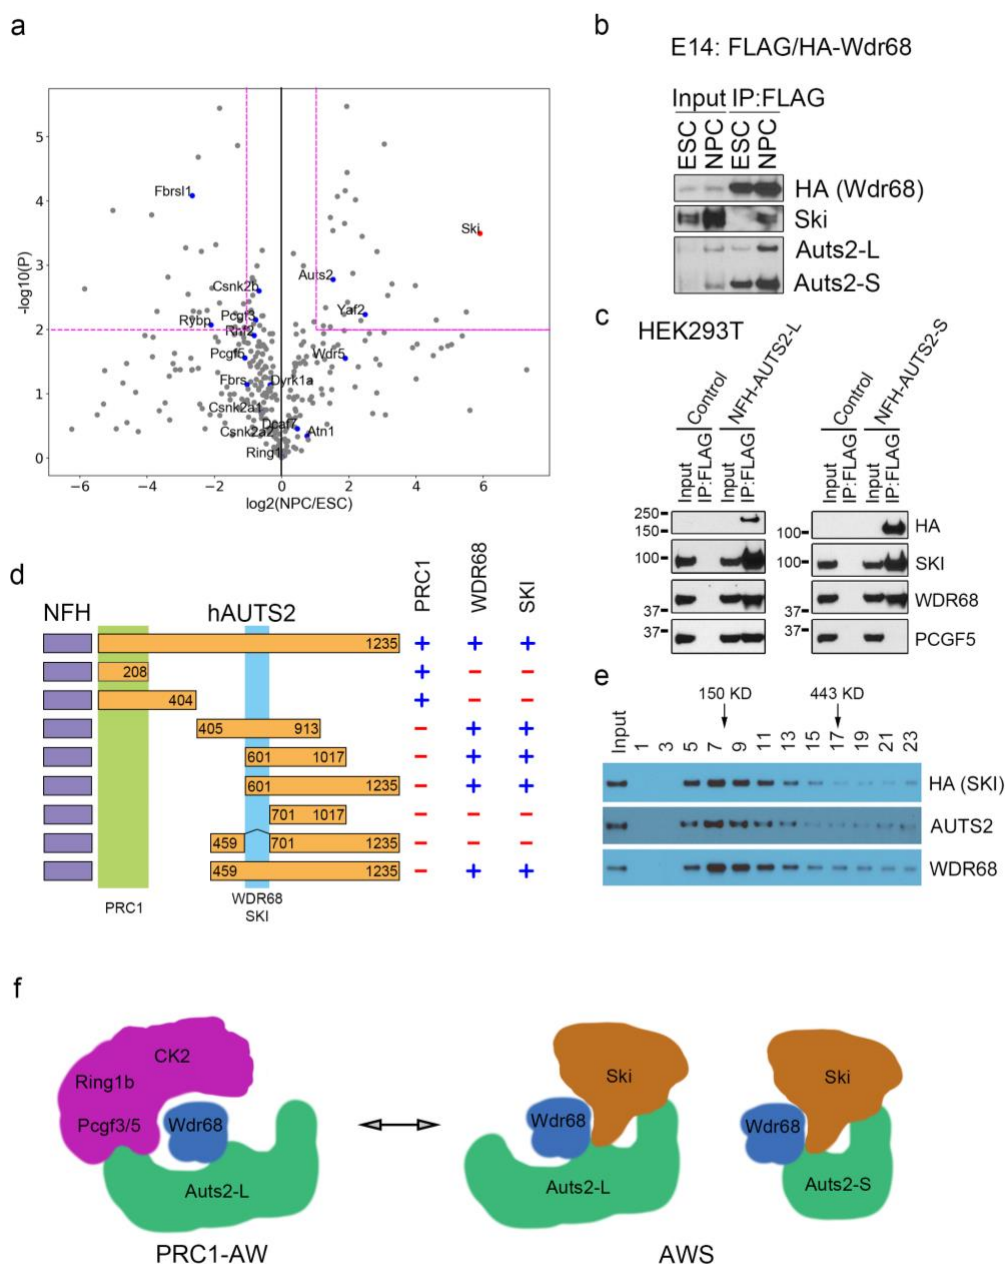 a
5
4
3
2
1
0
-log10(P)
Fbrsl1
Ski
Auts2
Csnk2b
Yaf2
Pcgf3
Rybp
Rnf2
Pcgf5
Wdr5
Fbrs
Dyrk1a
Csnk2a1
Dcaf7
Csnk2a2
Atn1
Ring1
−6 −4 −2 0 2 4 6
log2(NPC/ESC)
b
E14: FLAG/HA-Wdr68
Input IP:FLAG
ESC NPC ESC NPC
HA (Wdr68)
Ski
Auts2-L
Auts2-S
c
HEK293T
Control NFH-AUTS2-L
Input IP:FLAG Input IP:FLAG
250
150
100
37
37
Control NFH-AUTS2-S
Input IP:FLAG Input IP:FLAG
100 HA
100 SKI
37 WDR68
37 PCGF5
d
NFH hAUTS2 PRC1 WDR68 SKI
1235 + + +
208 + − −
404 + − −
405 913 − + +
601 1017 − + +
601 1235 − + +
701 1017 − − −
459 701 1235 − − −
459 1235 − + +
PRC1
WDR68
SKI
e
150 KD 443 KD
Input 1 3 5 7 9 11 13 15 17 19 21 23
HA (SKI)
AUTS2
WDR68
f
CK2
Ring1b
Pcgf3/5
Wdr68
Auts2-L
PRC1-AW
Ski
Wdr68
Auts2-L
Ski
Wdr68
Auts2-S
AWS